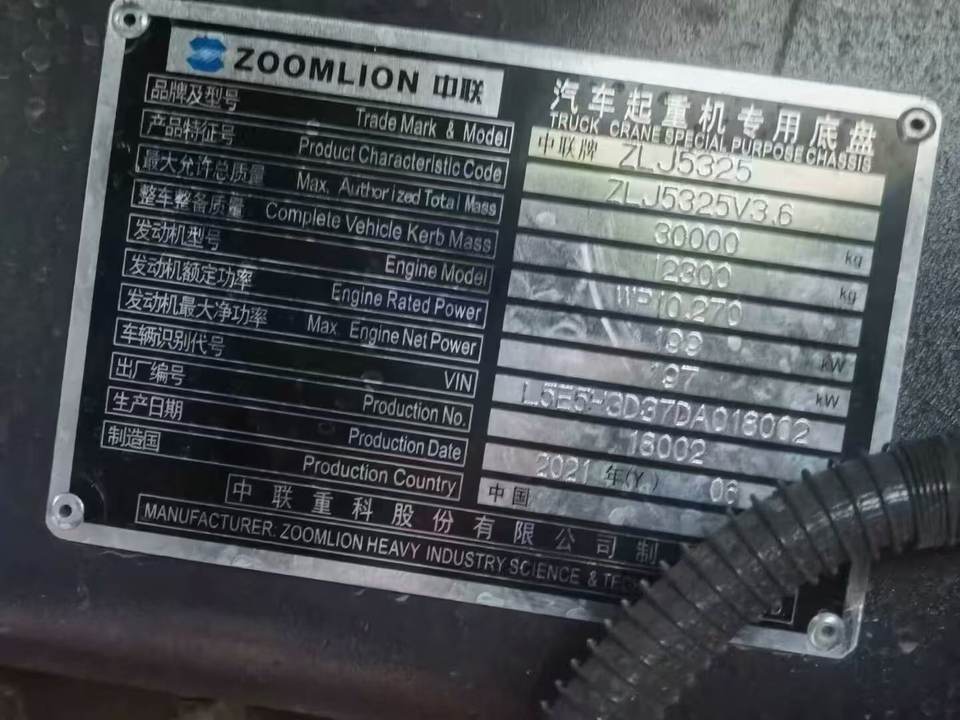 ZOOMLION 中联
汽车起重机专用底盘
TRUCK CRANE SPECIAL PURPOSE CHASSIS
品牌及型号 Trade Mark & Model 中联牌 ZLJ5325
产品特征号 Product Characteristic Code ZLJ5325V3.6
最大允许总质量 Max. Authorized Total Mass 30000 kg
整车整备质量 Complete Vehicle Kerb Mass 12300 kg
发动机型号 Engine Model WP10.270
发动机额定功率 Engine Rated Power 199 kW
发动机最大净功率 Max. Engine Net Power 197 kW
车辆识别代号 VIN L5E5H3D37DA018002
出厂编号 Production No. 18002
生产日期 Production Date 2021 年(Y.) 06
制造国 Production Country 中国
中联重科股份有限公司制
MANUFACTURER: ZOOMLION HEAVY INDUSTRY SCIENCE &